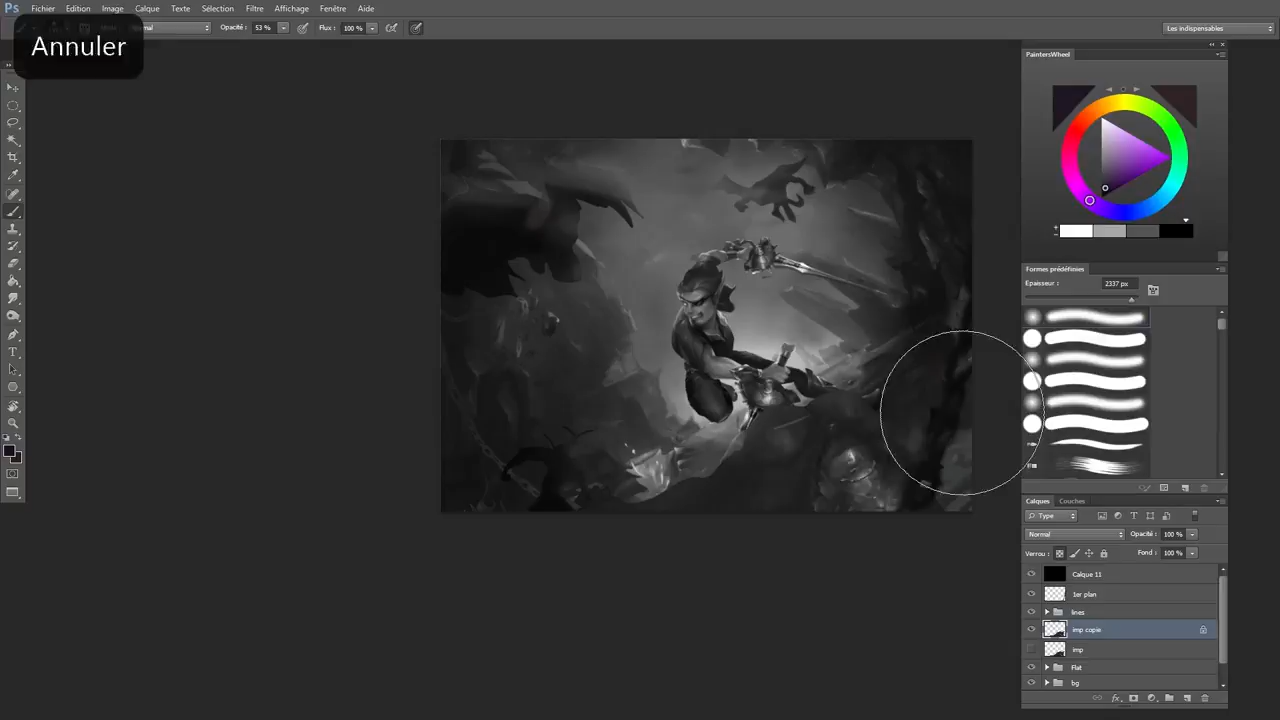 Ps Fichier Edition Image Calque Texte Sélection Filtre Affichage Fenêtre Aide
Annuler
Opacité : 53 % Flux : 100 % Les indispensables
PaintersWheel
Formes prédéfinies
Epaisseur : 2337 px
Calques Couches
Type
Normal Opacité : 100 %
Verrou : Fond : 100 %
Calque 11
1er plan
lines
imp copie
imp
Flat
bg